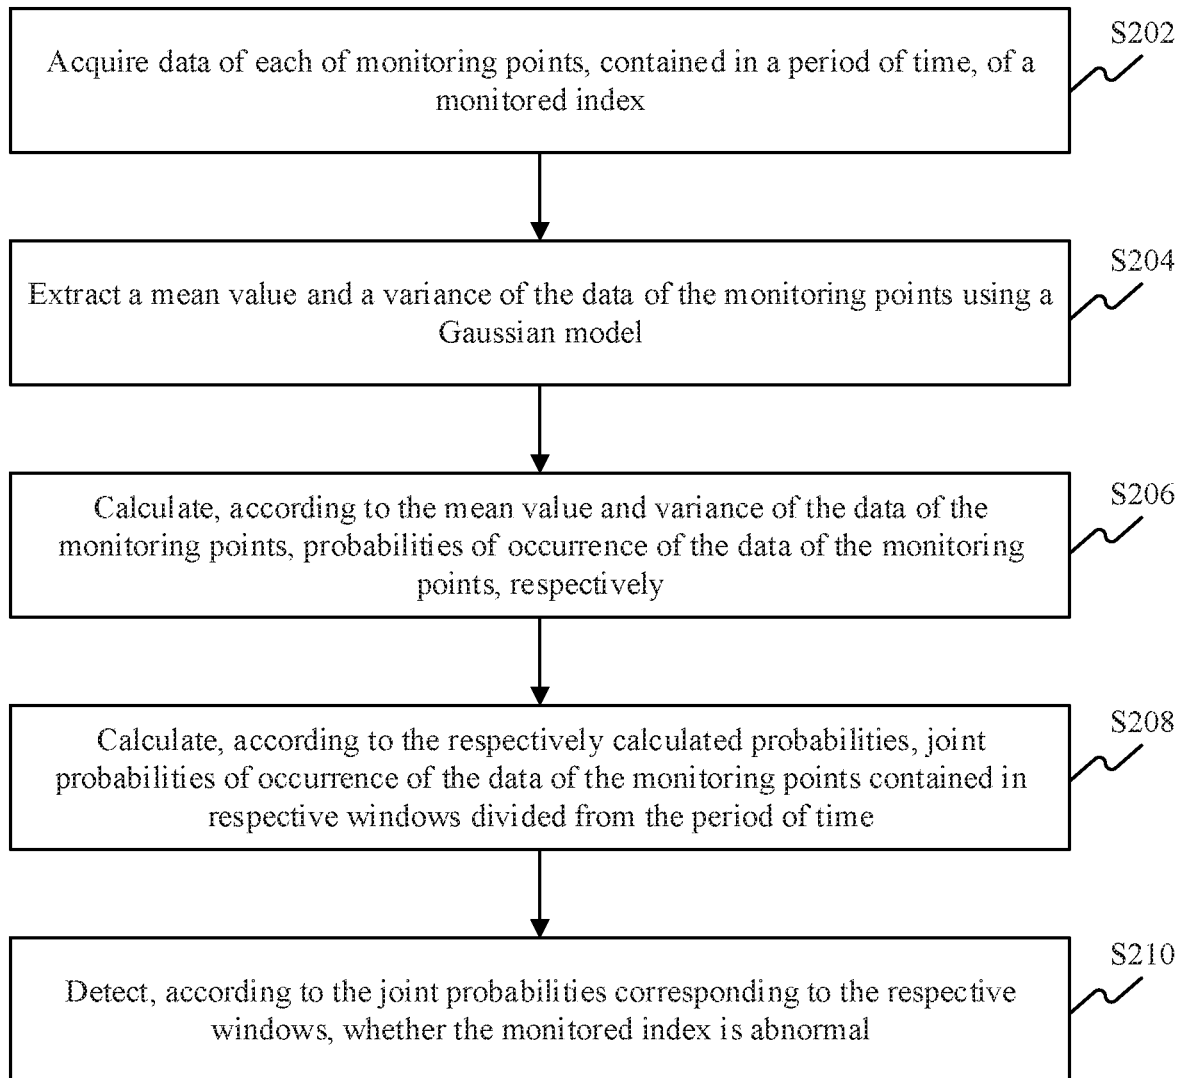 S202
Acquire data of each of monitoring points, contained in a period of time, of a
monitored index
S204
Extract a mean value and a variance of the data of the monitoring points using a
Gaussian model
S206
Calculate, according to the mean value and variance of the data of the
monitoring points, probabilities of occurrence of the data of the monitoring
points, respectively
S208
Calculate, according to the respectively calculated probabilities, joint
probabilities of occurrence of the data of the monitoring points contained in
respective windows divided from the period of time
S210
Detect, according to the joint probabilities corresponding to the respective
windows, whether the monitored index is abnormal